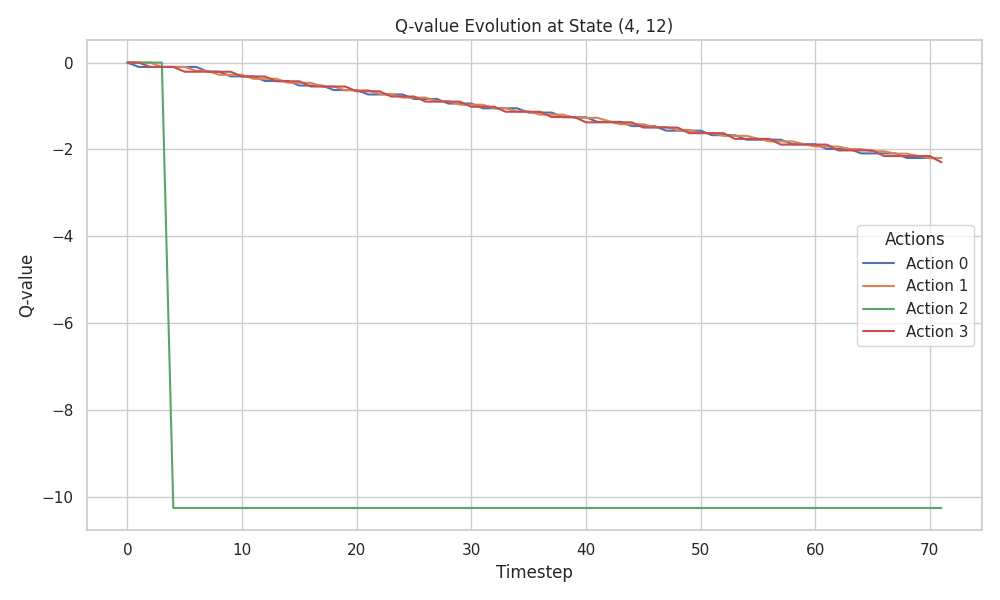 Q-value Evolution at State (4, 12)
0
−2
−4
−6
−8
−10
Q-value
Actions
Action 0
Action 1
Action 2
Action 3
0 10 20 30 40 50 60 70
Timestep